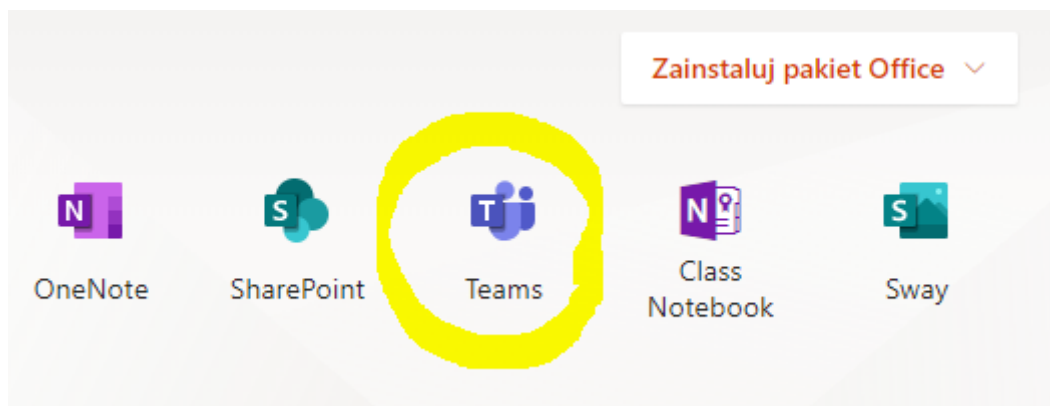 Zainstaluj pakiet Office
N
S
T
N
S
OneNote
SharePoint
Teams
Class
Notebook
Sway